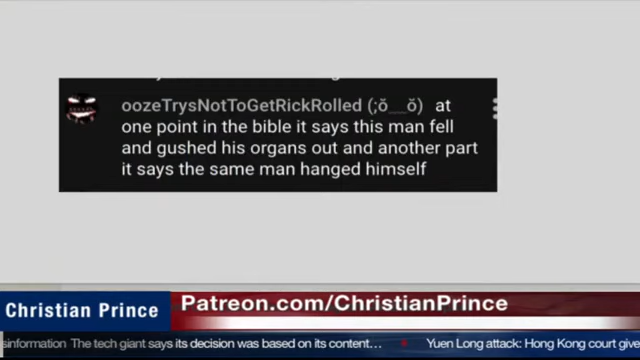 oozeTrysNotToGetRickRolled (;ŏ__ŏ) at
one point in the bible it says this man fell
and gushed his organs out and another part
it says the same man hanged himself
Patreon.com/ChristianPrince
Christian Prince
sinformation The tech giant says its decision was based on its content… Yuen Long attack: Hong Kong court give